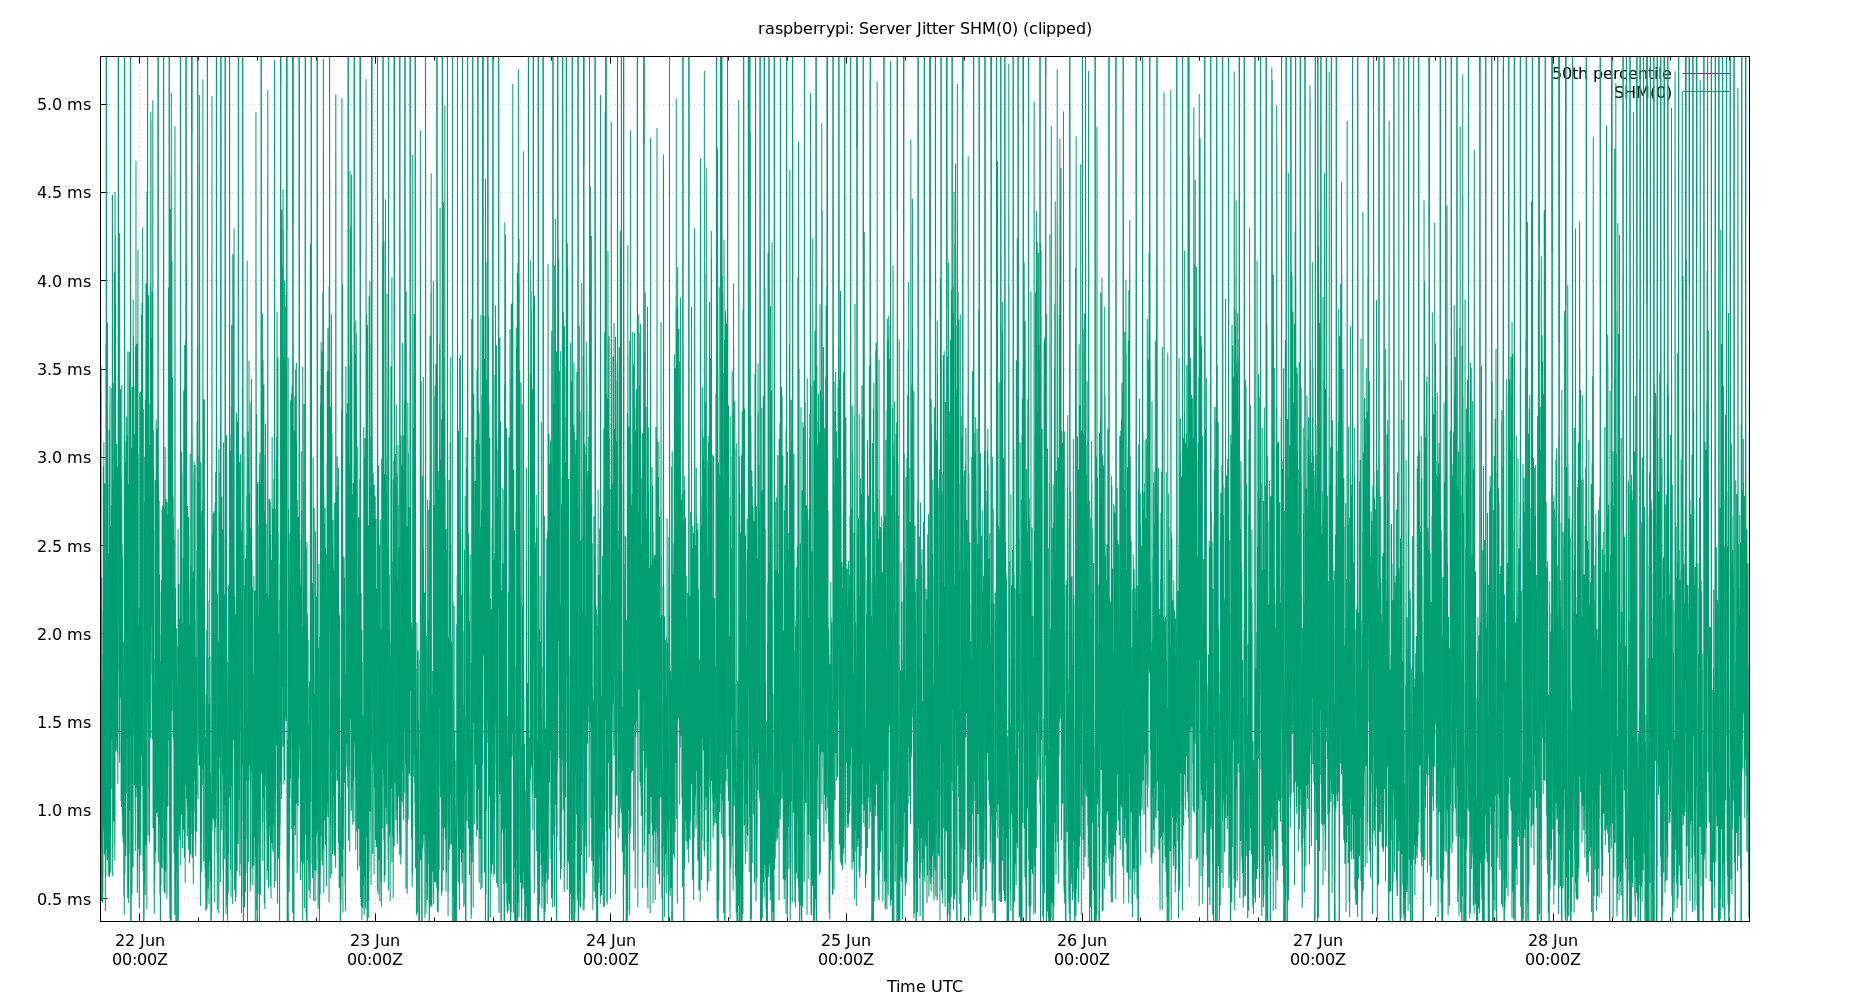 raspberrypi: Server Jitter SHM(0) (clipped)
50th percentile
SHM(0)
5.0 ms
4.5 ms
4.0 ms
3.5 ms
3.0 ms
2.5 ms
2.0 ms
1.5 ms
1.0 ms
0.5 ms
22 Jun 23 Jun 24 Jun 25 Jun 26 Jun 27 Jun 28 Jun
00:00Z 00:00Z 00:00Z 00:00Z 00:00Z 00:00Z 00:00Z
Time UTC